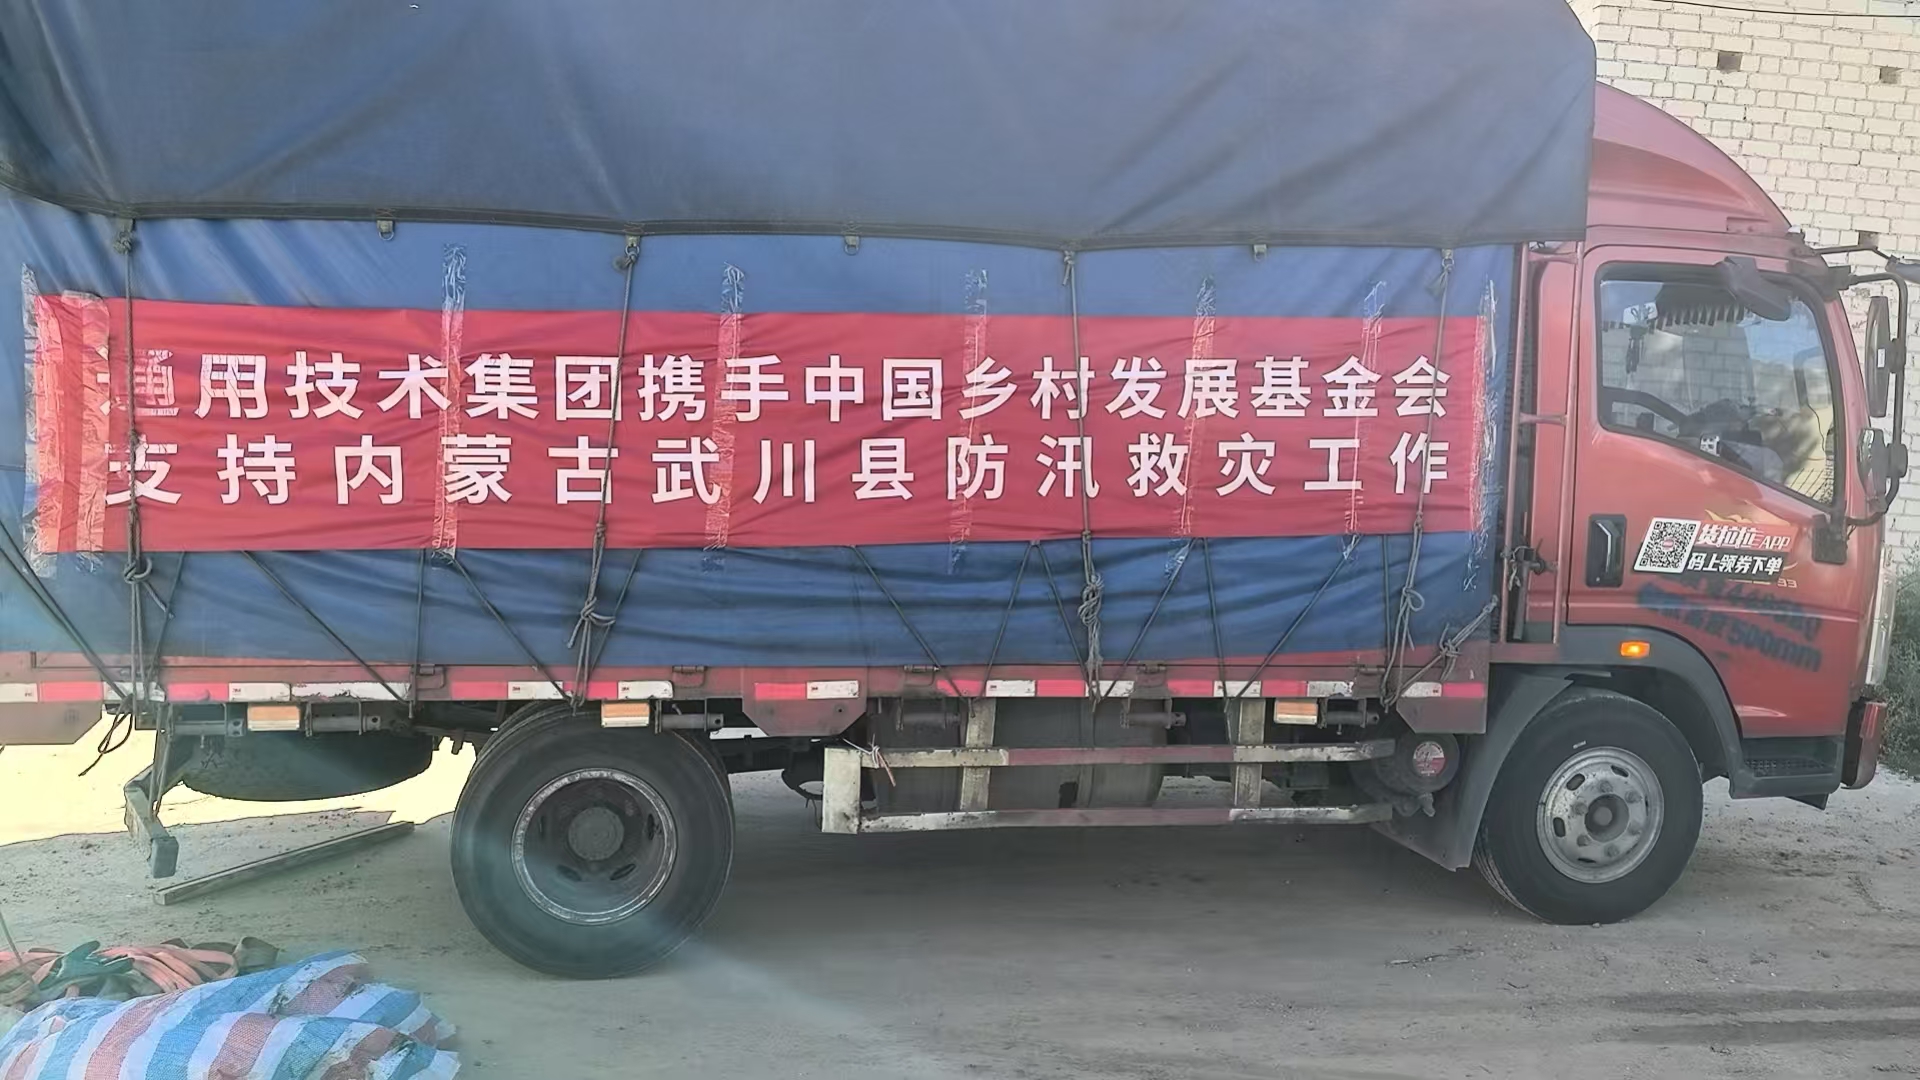 通用技术集团携手中国乡村发展基金会
支持内蒙古武川县防汛救灾工作
货拉拉APP
码上领券下单
500mm